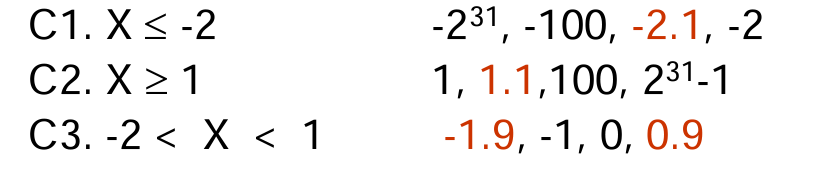 C1. X ≤ -2 -2³¹, -100, -2.1, -2
C2. X ≥ 1 1, 1.1,100, 2³¹-1
C3. -2 < X < 1 -1.9, -1, 0, 0.9